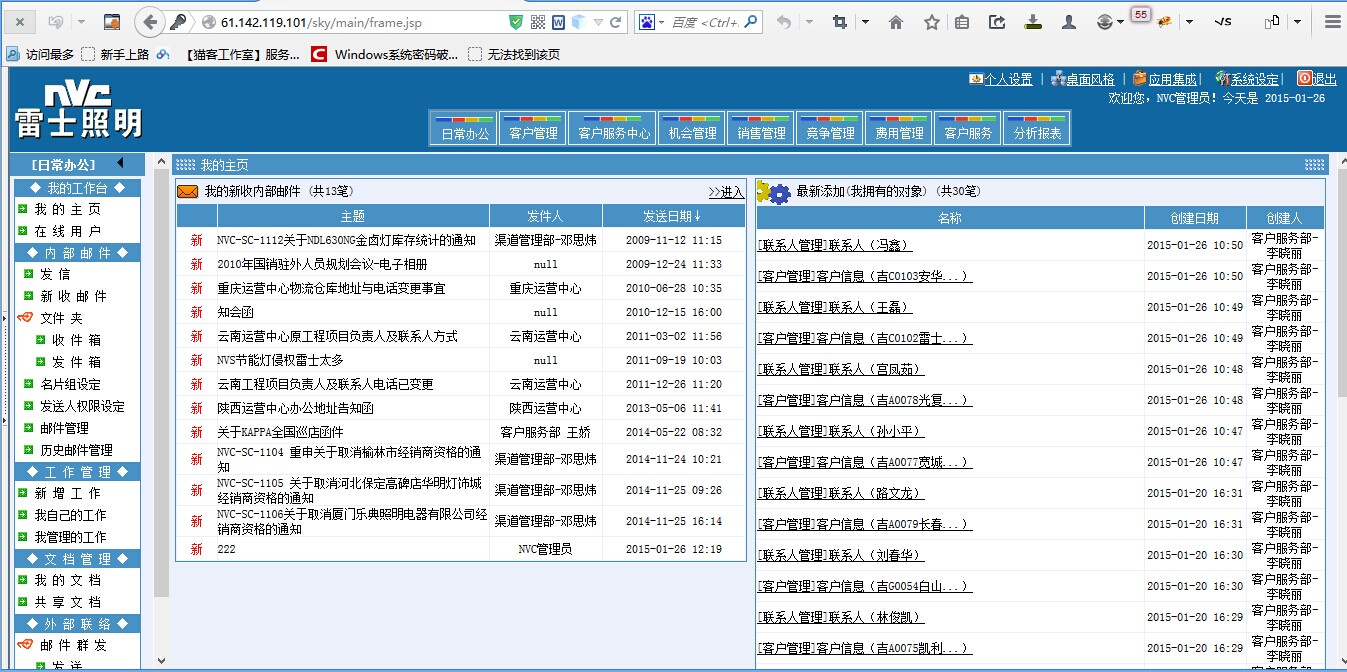 61.142.119.101/sky/main/frame.jsp
百度 <Ctrl+.
55
访问最多 新手上路 【猫客工作室】服务... Windows系统密码破... 无法找到该页
nvc
雷士照明
个人设置 | 桌面风格 | 应用集成 | 系统设定 | 退出
欢迎您，NVC管理员！今天是 2015-01-26
日常办公 客户管理 客户服务中心 机会管理 销售管理 竞争管理 费用管理 客户服务 分析报表
[日常办公]
◆ 我的工作台 ◆
我的主页
在线用户
◆ 内部邮件 ◆
发信
新收邮件
文件夹
收件箱
发件箱
名片组设定
发送人权限设定
邮件管理
历史邮件管理
◆ 工作管理 ◆
新增工作
我自己的工作
我管理的工作
◆ 文档管理 ◆
我的文档
共享文档
◆ 外部联络 ◆
邮件群发
发送
我的主页
我的新收内部邮件 (共13笔) >>进入
主题 发件人 发送日期↓
新 NVC-SC-1112关于NDL630NG金卤灯库存统计的通知 渠道管理部-邓思炜 2009-11-12 11:15
新 2010年国销驻外人员规划会议-电子相册 null 2009-12-24 11:33
新 重庆运营中心物流仓库地址与电话变更事宜 重庆运营中心 2010-06-28 10:35
新 知会函 null 2010-12-15 16:00
新 云南运营中心原工程项目负责人及联系人方式 云南运营中心 2011-03-02 11:56
新 NVS节能灯侵权雷士太多 null 2011-09-19 10:03
新 云南工程项目负责人及联系人电话已变更 云南运营中心 2011-12-26 11:20
新 陕西运营中心办公地址告知函 陕西运营中心 2013-05-06 11:41
新 关于KAPPA全国巡店函件 客户服务部 王娇 2014-05-22 08:32
新 NVC-SC-1104 重申关于取消榆林市经销商资格的通知 渠道管理部-邓思炜 2014-11-24 10:21
新 NVC-SC-1105 关于取消河北保定高碑店华明灯饰城经销商资格的通知 渠道管理部-邓思炜 2014-11-25 09:26
新 NVC-SC-1106关于取消厦门乐典照明电器有限公司经销商资格的通知 渠道管理部-邓思炜 2014-11-25 16:14
新 222 NVC管理员 2015-01-26 12:19
最新添加(我拥有的对象) (共30笔)
名称 创建日期 创建人
[联系人管理]联系人（冯鑫） 2015-01-26 10:50 客户服务部-李晓丽
[客户管理]客户信息（吉C0103安华...） 2015-01-26 10:50 客户服务部-李晓丽
[联系人管理]联系人（王磊） 2015-01-26 10:49 客户服务部-李晓丽
[客户管理]客户信息（吉C0102雷士...） 2015-01-26 10:49 客户服务部-李晓丽
[联系人管理]联系人（宫凤茹） 2015-01-26 10:48 客户服务部-李晓丽
[客户管理]客户信息（吉A0078光夏...） 2015-01-26 10:48 客户服务部-李晓丽
[联系人管理]联系人（孙小平） 2015-01-26 10:47 客户服务部-李晓丽
[客户管理]客户信息（吉A0077宽城...） 2015-01-26 10:47 客户服务部-李晓丽
[联系人管理]联系人（路文龙） 2015-01-20 16:31 客户服务部-李晓丽
[客户管理]客户信息（吉A0079长春...） 2015-01-20 16:31 客户服务部-李晓丽
[联系人管理]联系人（刘春华） 2015-01-20 16:30 客户服务部-李晓丽
[客户管理]客户信息（吉G0054白山...） 2015-01-20 16:30 客户服务部-李晓丽
[联系人管理]联系人（林俊凯） 2015-01-20 16:29 客户服务部-李晓丽
[客户管理]客户信息（吉A0075凯利...） 2015-01-20 16:29 客户服务部-李晓丽